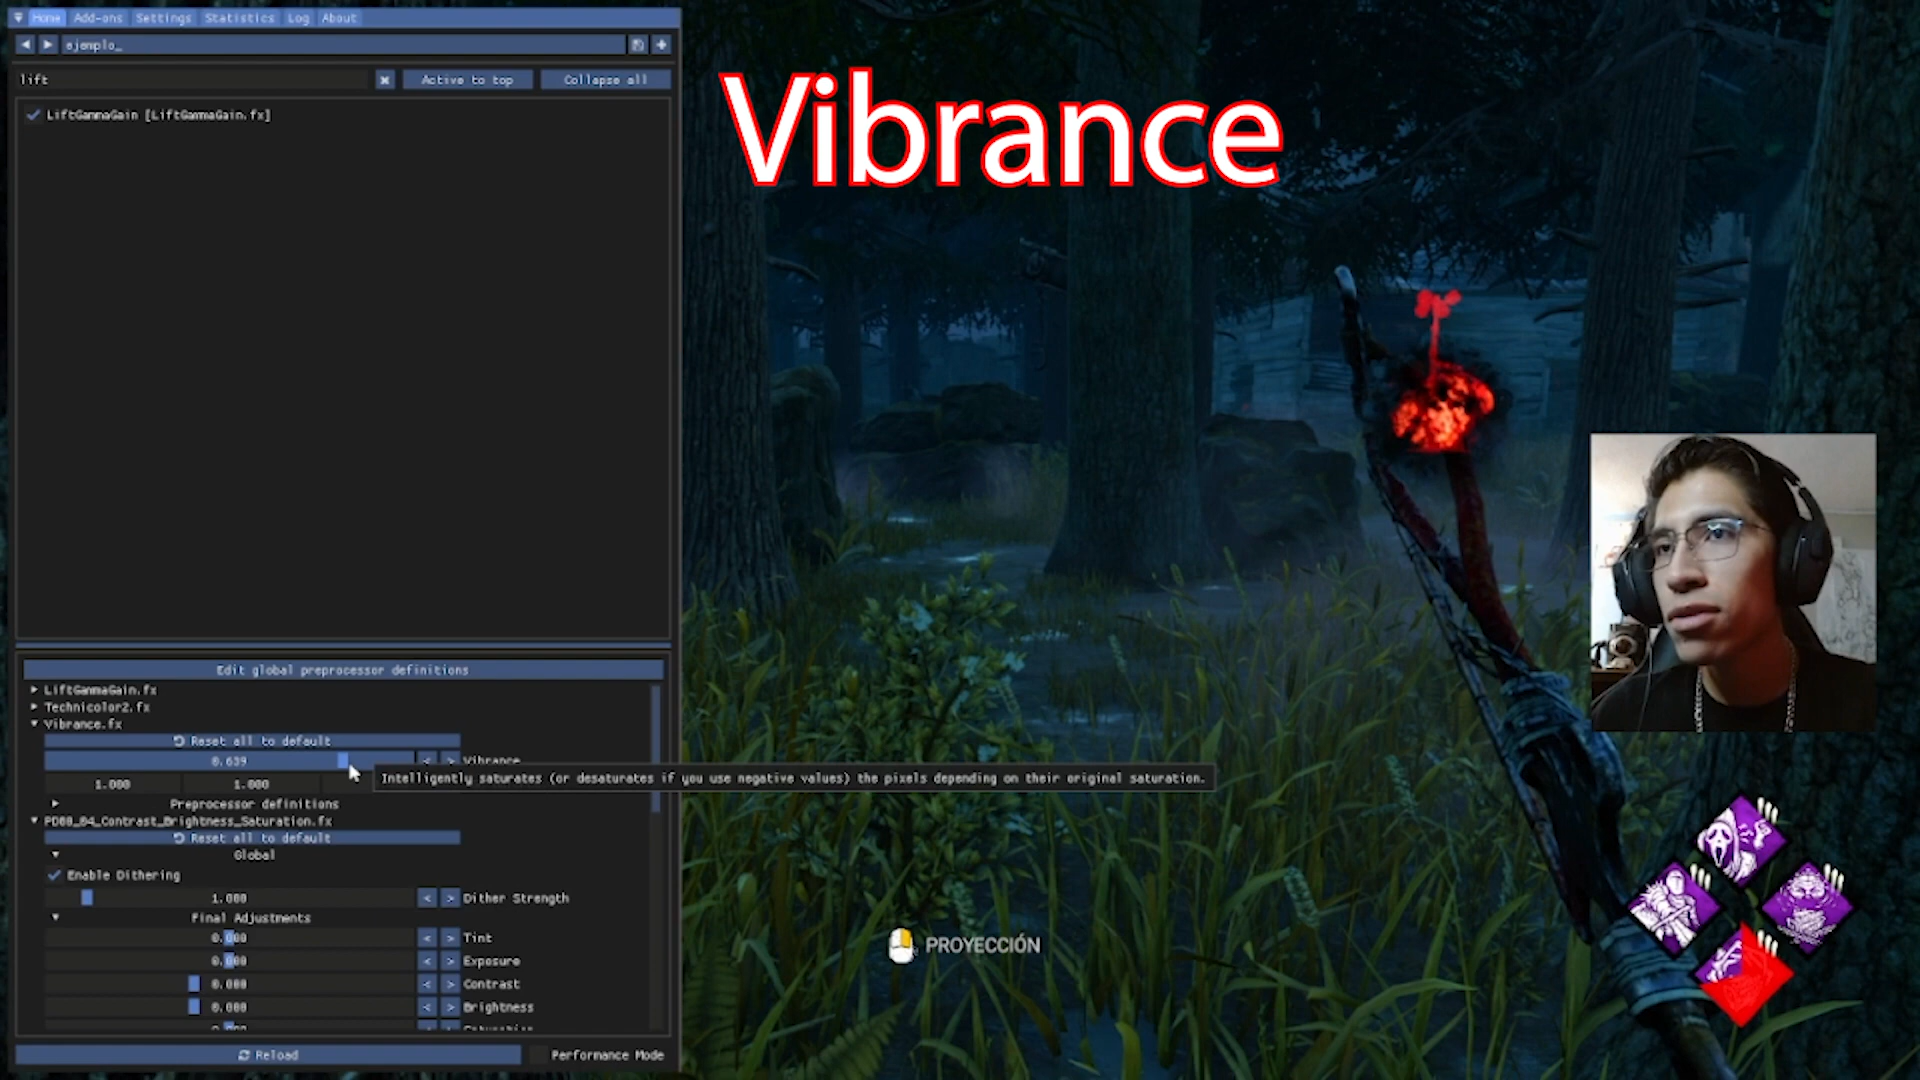 Home Add-ons Settings Statistics Log About
ejemplo_
lift Active to top Collapse all
LiftGammaGain [LiftGammaGain.fx]
Vibrance
Edit global preprocessor definitions
LiftGammaGain.fx
Technicolor2.fx
Vibrance.fx
Reset all to default
0.639 < > Vibrance
Intelligently saturates (or desaturates if you use negative values) the pixels depending on their original saturation.
1.000 1.000
Preprocessor definitions
PD80_04_Contrast_Brightness_Saturation.fx
Reset all to default
Global
Enable Dithering
1.000 < > Dither Strength
Final Adjustments
0.000 < > Tint
0.000 < > Exposure
0.000 < > Contrast
0.000 < > Brightness
PROYECCIÓN
Reload Performance Mode